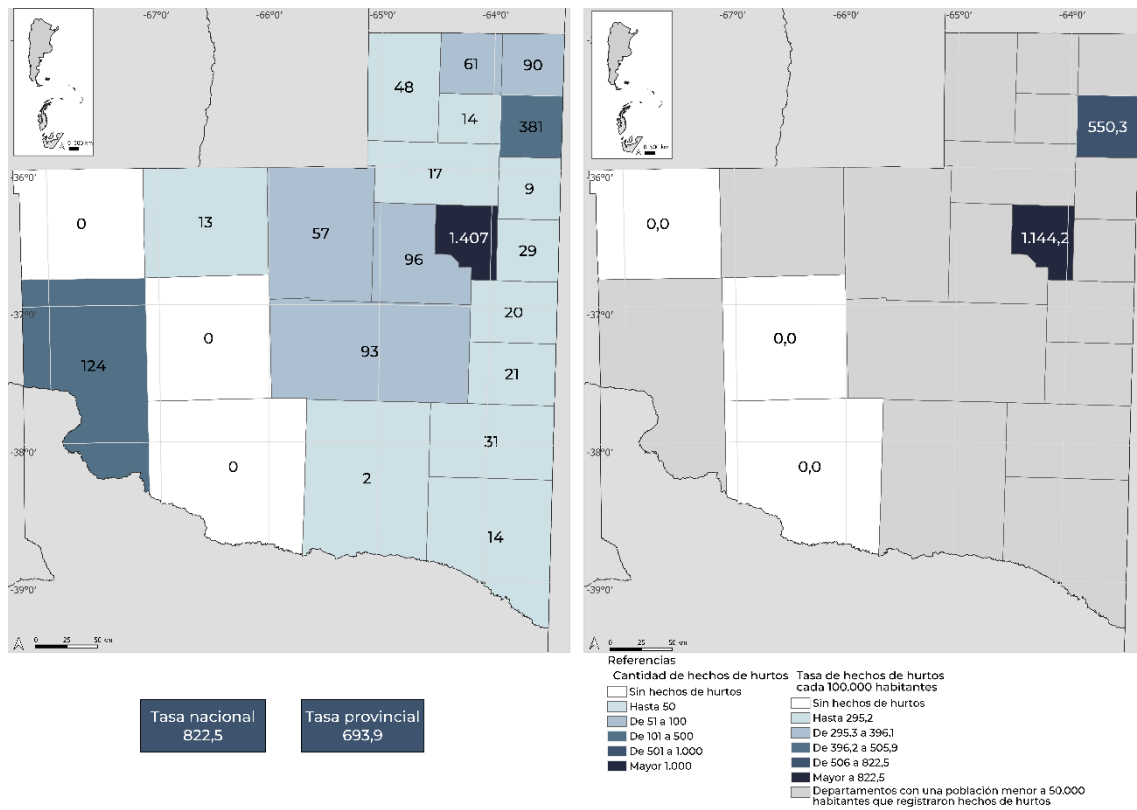 -67°0'
-66°0'
-65°0'
-64°0'
0 500 km
-36°0'
-37°0'
-38°0'
-39°0'
61
90
48
14
381
17
9
0
13
57
96
1.407
29
20
124
0
93
21
31
0
2
14
0 25 50 km
-67°0'
-66°0'
-65°0'
-64°0'
0 500 km
-36°0'
-37°0'
-38°0'
-39°0'
550,3
0,0
1.144,2
0,0
0,0
0 25 50 km
Tasa nacional
822,5
Tasa provincial
693,9
Referencias
Cantidad de hechos de hurtos
Sin hechos de hurtos
Hasta 50
De 51 a 100
De 101 a 500
De 501 a 1.000
Mayor 1.000
Tasa de hechos de hurtos
cada 100.000 habitantes
Sin hechos de hurtos
Hasta 295,2
De 295,3 a 396,1
De 396,2 a 505,9
De 506 a 822,5
Mayor a 822,5
Departamentos con una población menor a 50.000
habitantes que registraron hechos de hurtos